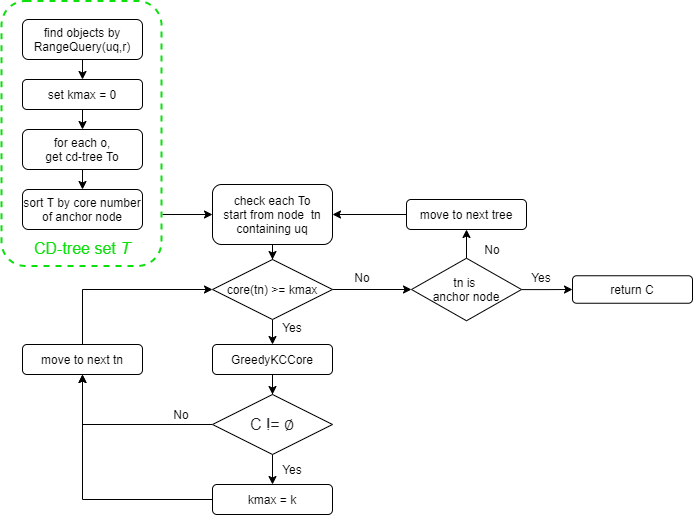 find objects by
RangeQuery(uq,r)
set kmax = 0
for each o,
get cd-tree To
sort T by core number
of anchor node
CD-tree set T
check each To
start from node tn
containing uq
move to next tree
No
core(tn) >= kmax
No
tn is
anchor node
Yes
return C
Yes
move to next tn
GreedyKCCore
No
C != ∅
Yes
kmax = k